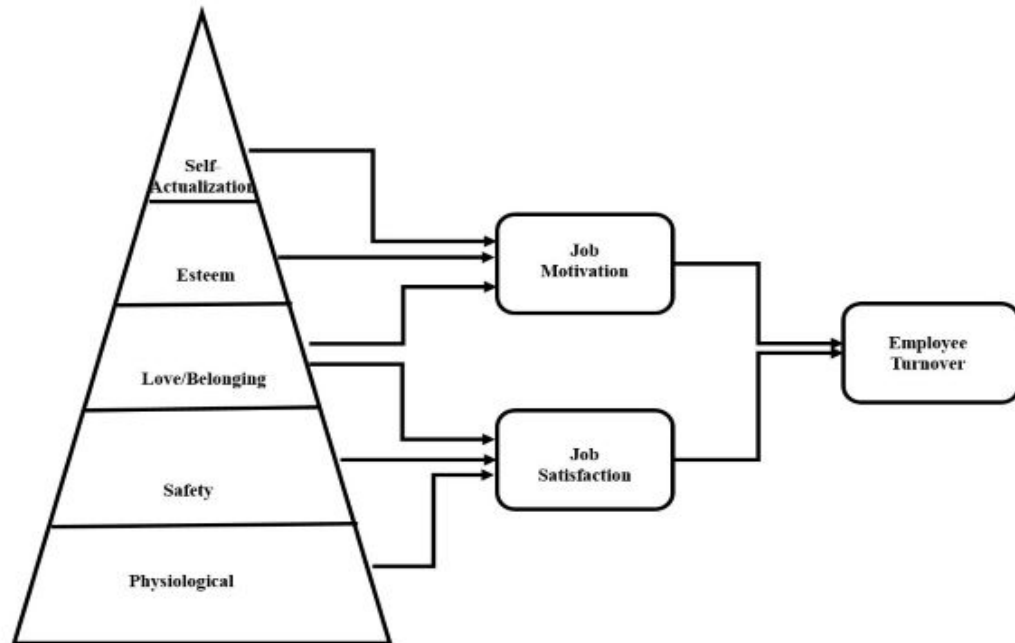 Self-
Actualization
Esteem
Love/Belonging
Safety
Physiological
Job
Motivation
Job
Satisfaction
Employee
Turnover